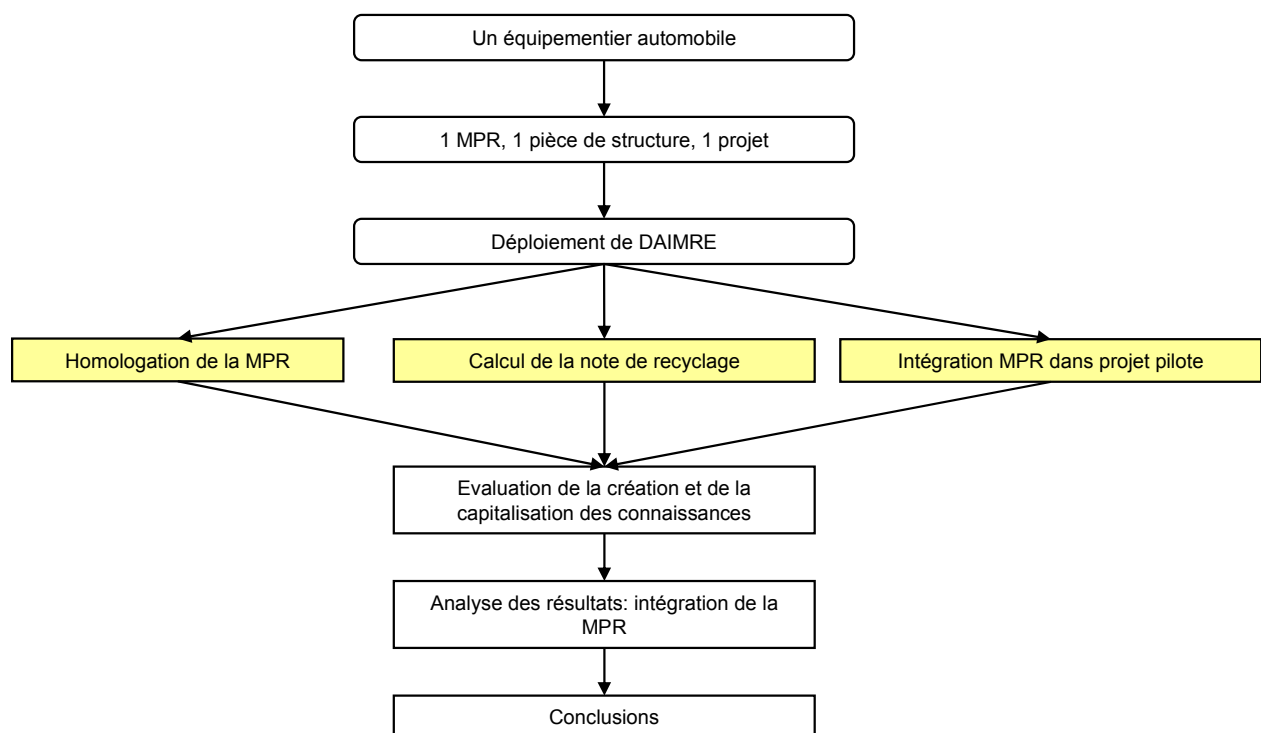 Un équipementier automobile
1 MPR, 1 pièce de structure, 1 projet
Déploiement de DAIMRE
Homologation de la MPR
Calcul de la note de recyclage
Intégration MPR dans projet pilote
Evaluation de la création et de la
capitalisation des connaissances
Analyse des résultats: intégration de la
MPR
Conclusions